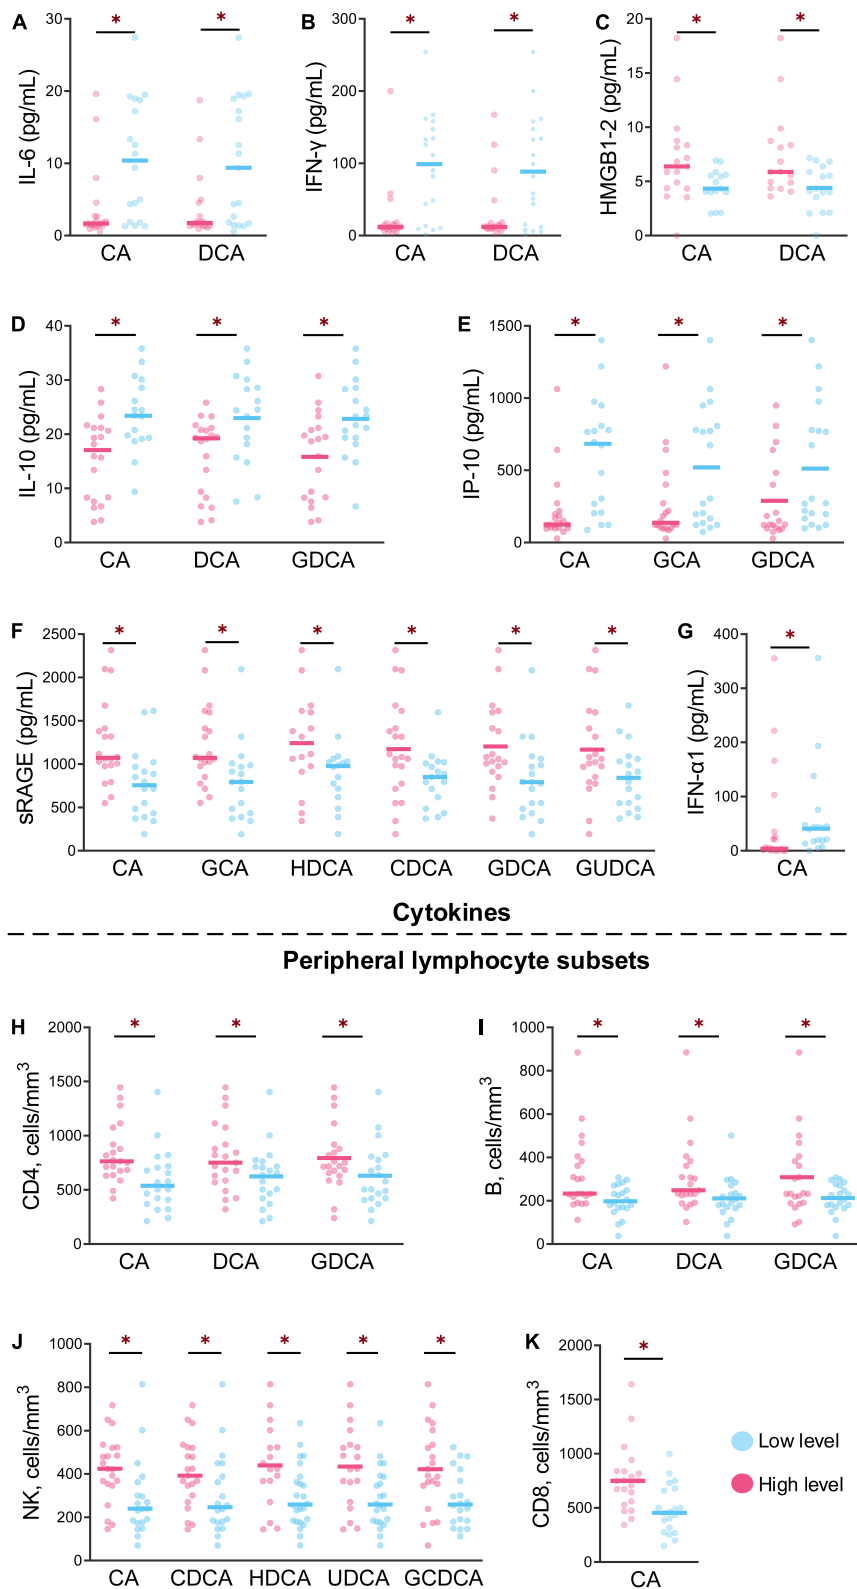 A
IL-6 (pg/mL)
30
20
10
0
* *
CA DCA
B
IFN-γ (pg/mL)
300
200
100
0
* *
CA DCA
C
HMGB1-2 (pg/mL)
20
15
10
5
0
* *
CA DCA
D
IL-10 (pg/mL)
40
30
20
10
0
* * *
CA DCA GDCA
E
IP-10 (pg/mL)
1500
1000
500
0
* * *
CA GCA GDCA
F
sRAGE (pg/mL)
2500
2000
1500
1000
500
0
* * * * * *
CA GCA HDCA CDCA GDCA GUDCA
G
IFN-α1 (pg/mL)
400
300
200
100
0
*
CA
Cytokines
Peripheral lymphocyte subsets
H
CD4, cells/mm³
2000
1500
1000
500
0
* * *
CA DCA GDCA
I
B, cells/mm³
1000
800
600
400
200
0
* * *
CA DCA GDCA
J
NK, cells/mm³
1000
800
600
400
200
0
* * * * *
CA CDCA HDCA UDCA GCDCA
K
CD8, cells/mm³
2000
1500
1000
500
0
*
CA
Low level
High level